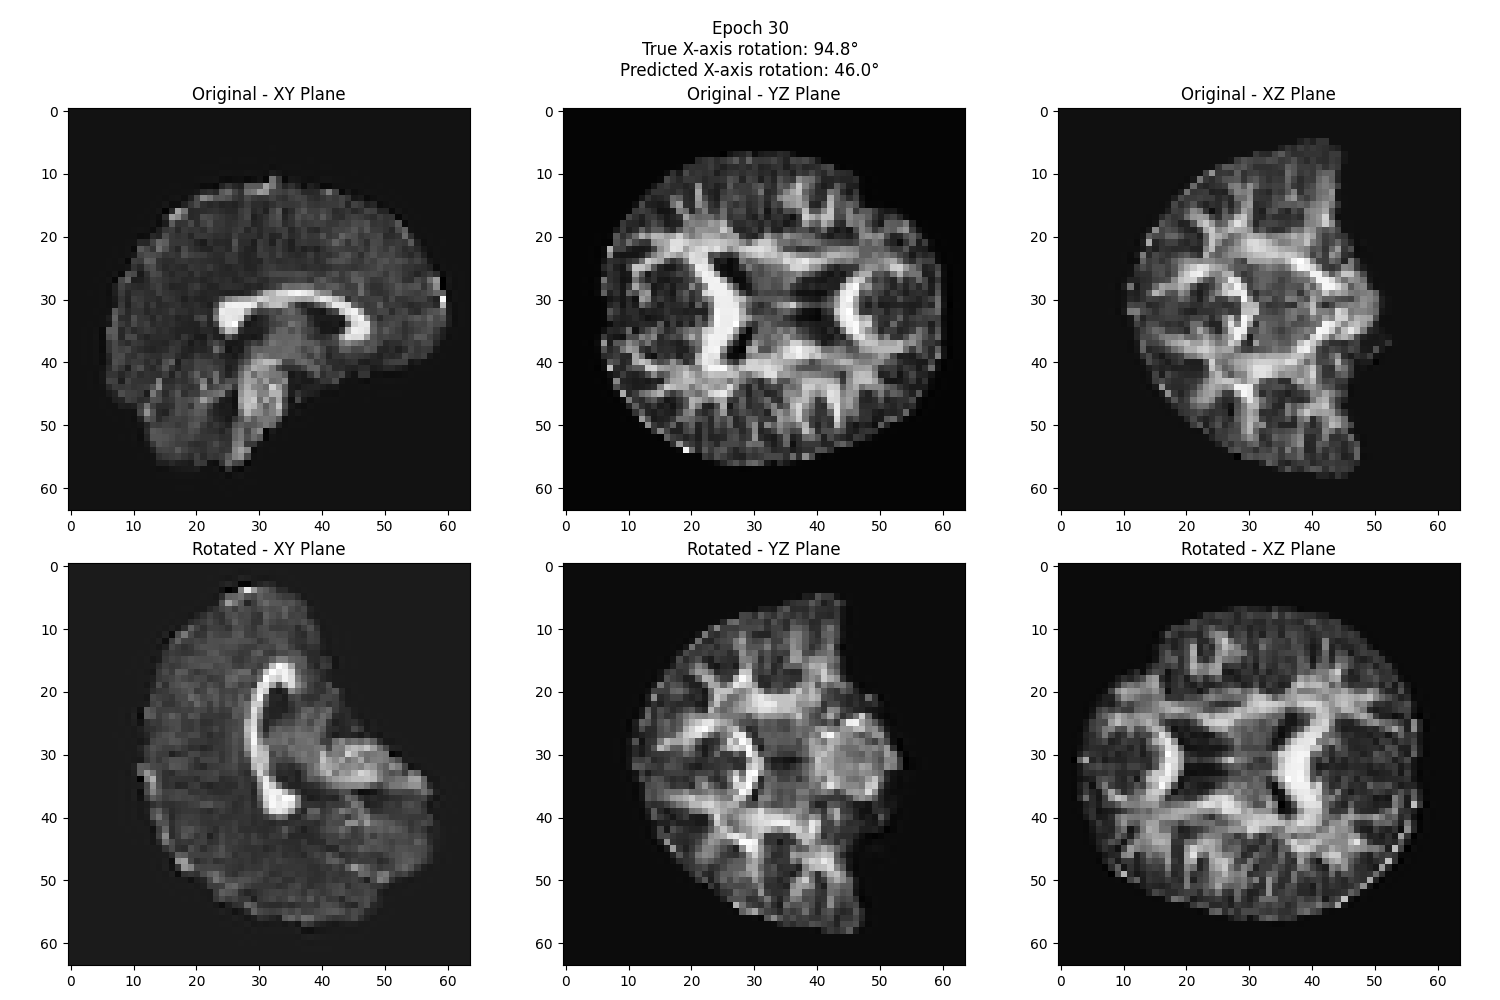 Epoch 30
True X-axis rotation: 94.8°
Predicted X-axis rotation: 46.0°
Original - XY Plane
Original - YZ Plane
Original - XZ Plane
0
10
20
30
40
50
60
0 10 20 30 40 50 60
0
10
20
30
40
50
60
0 10 20 30 40 50 60
0
10
20
30
40
50
60
0 10 20 30 40 50 60
Rotated - XY Plane
Rotated - YZ Plane
Rotated - XZ Plane
0
10
20
30
40
50
60
0 10 20 30 40 50 60
0
10
20
30
40
50
60
0 10 20 30 40 50 60
0
10
20
30
40
50
60
0 10 20 30 40 50 60